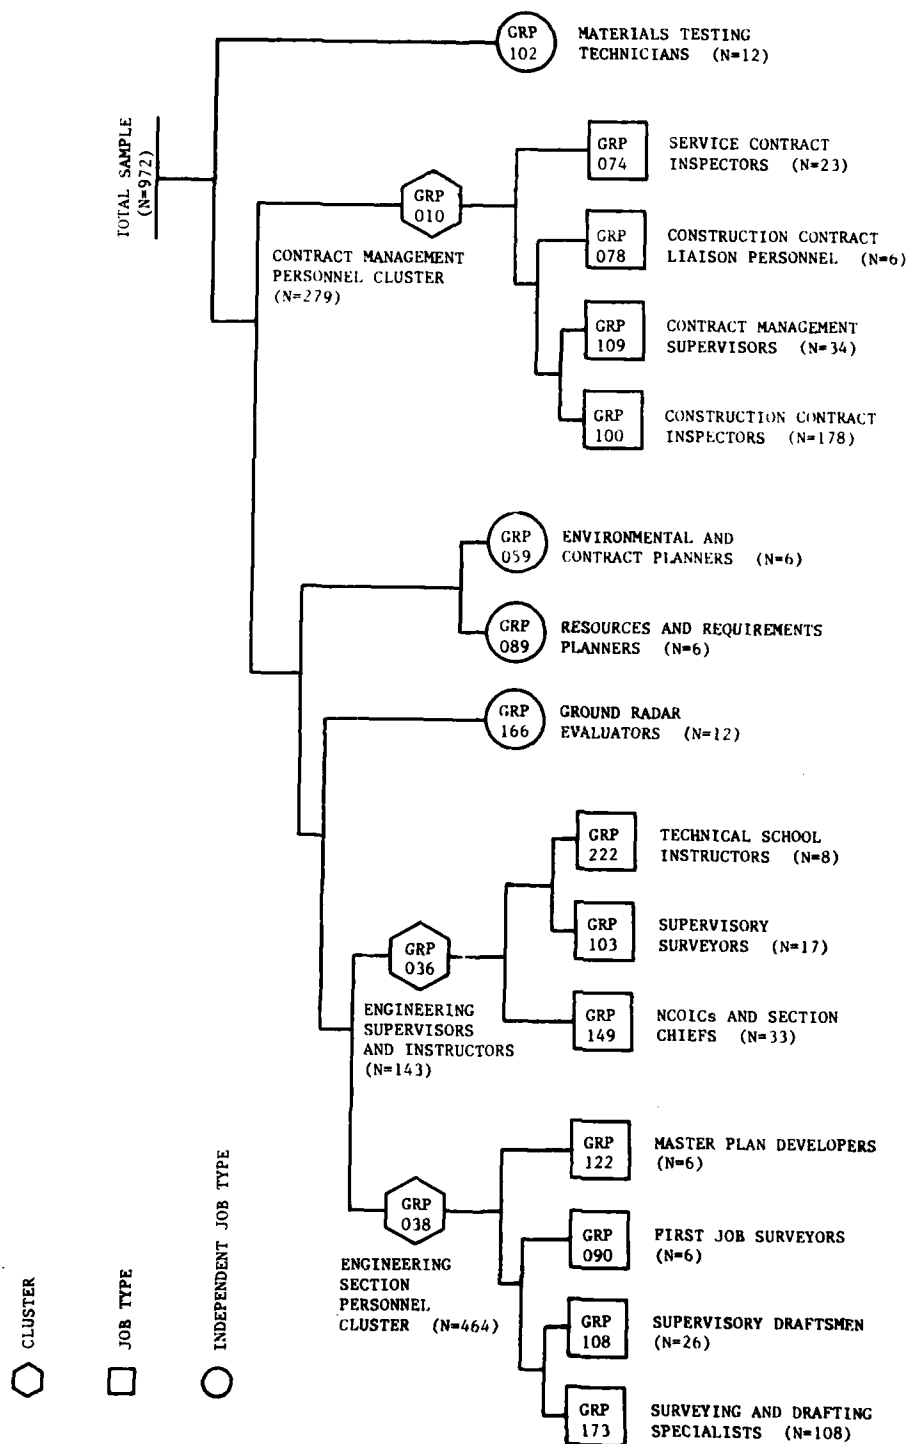 GRP
102
MATERIALS TESTING
TECHNICIANS (N=12)
TOTAL SAMPLE
(N=972)
GRP
074
SERVICE CONTRACT
INSPECTORS (N=23)
GRP
010
CONTRACT MANAGEMENT
PERSONNEL CLUSTER
(N=279)
GRP
078
CONSTRUCTION CONTRACT
LIAISON PERSONNEL (N=6)
GRP
109
CONTRACT MANAGEMENT
SUPERVISORS (N=34)
GRP
100
CONSTRUCTION CONTRACT
INSPECTORS (N=178)
GRP
059
ENVIRONMENTAL AND
CONTRACT PLANNERS (N=6)
GRP
089
RESOURCES AND REQUIREMENTS
PLANNERS (N=6)
GRP
166
GROUND RADAR
EVALUATORS (N=12)
GRP
222
TECHNICAL SCHOOL
INSTRUCTORS (N=8)
GRP
103
SUPERVISORY
SURVEYORS (N=17)
GRP
036
ENGINEERING
SUPERVISORS
AND INSTRUCTORS
(N=143)
GRP
149
NCOICs AND SECTION
CHIEFS (N=33)
GRP
122
MASTER PLAN DEVELOPERS
(N=6)
GRP
038
ENGINEERING
SECTION
PERSONNEL
CLUSTER (N=464)
GRP
090
FIRST JOB SURVEYORS
(N=6)
GRP
108
SUPERVISORY DRAFTSMEN
(N=26)
GRP
173
SURVEYING AND DRAFTING
SPECIALISTS (N=108)
CLUSTER
JOB TYPE
INDEPENDENT JOB TYPE